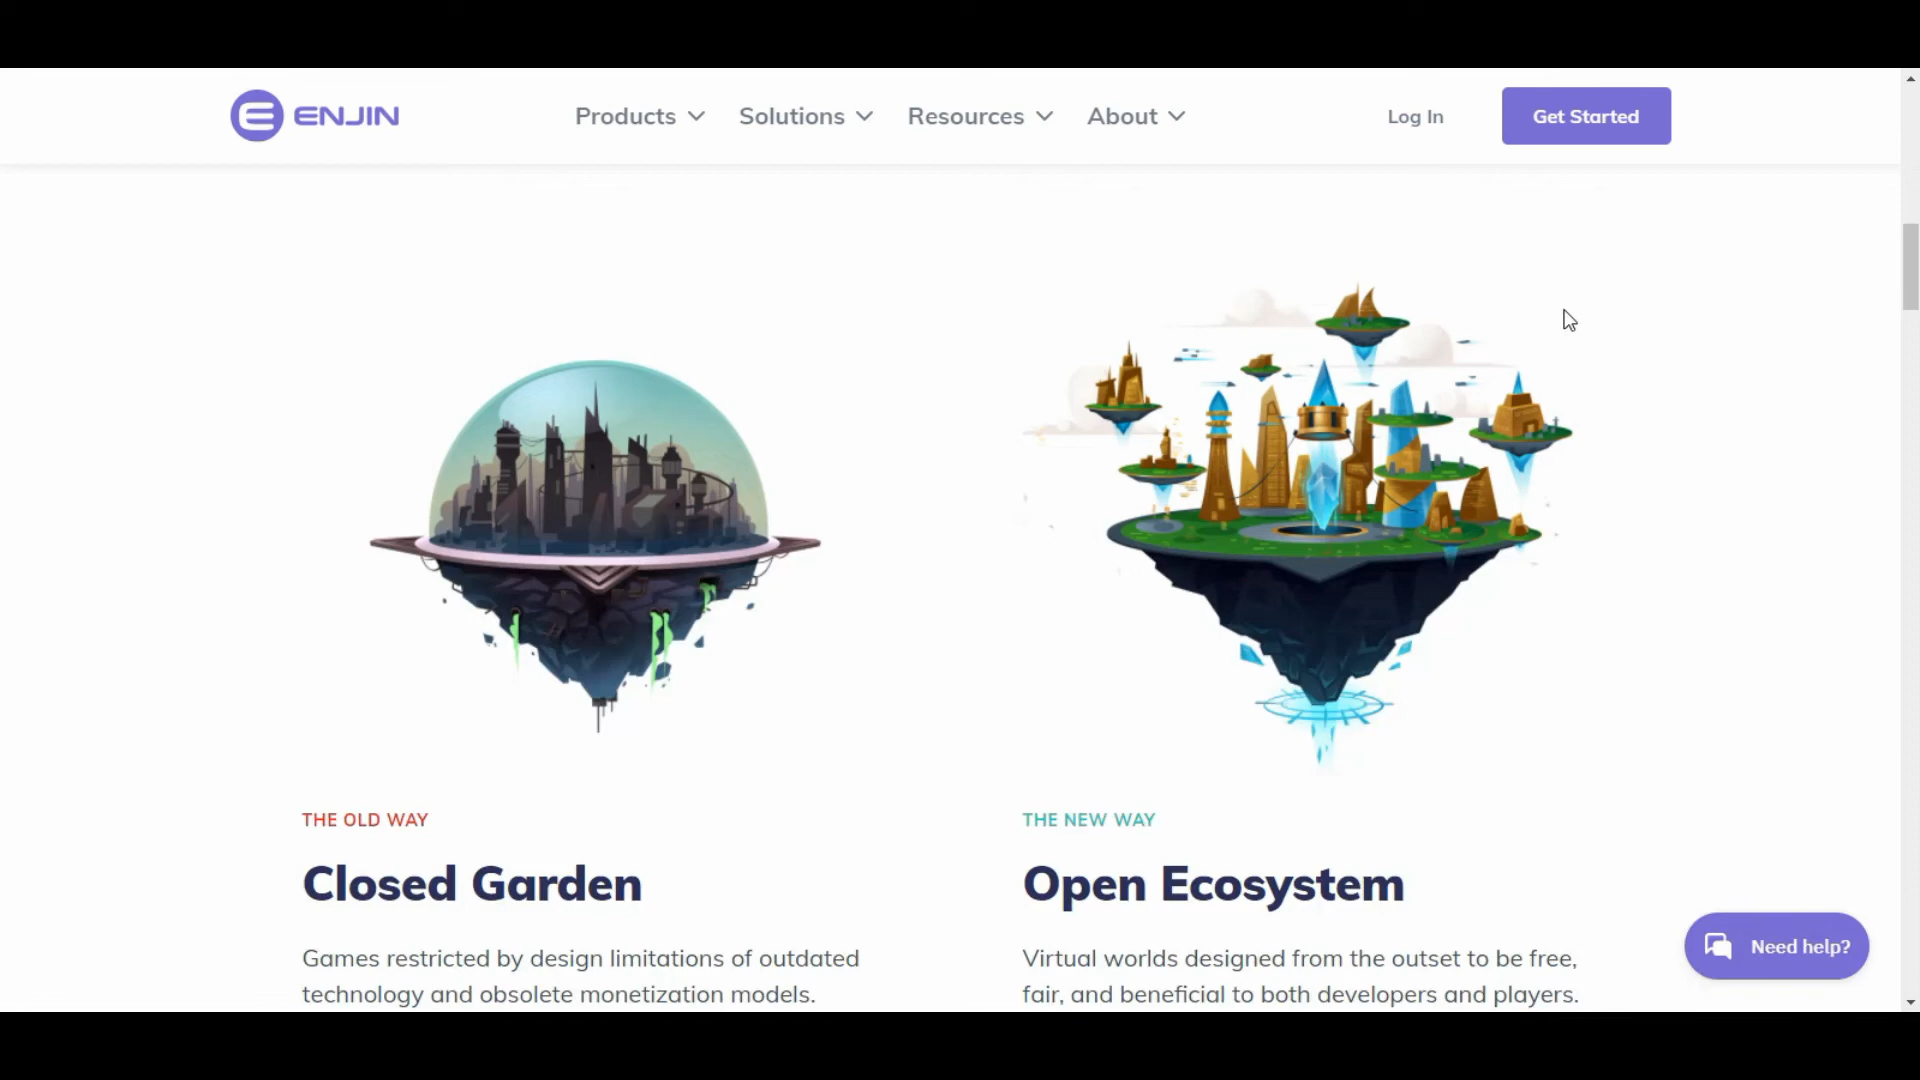 ENJIN
Products
Solutions
Resources
About
Log In
Get Started
THE OLD WAY
Closed Garden
Games restricted by design limitations of outdated
technology and obsolete monetization models.
THE NEW WAY
Open Ecosystem
Virtual worlds designed from the outset to be free,
fair, and beneficial to both developers and players.
Need help?